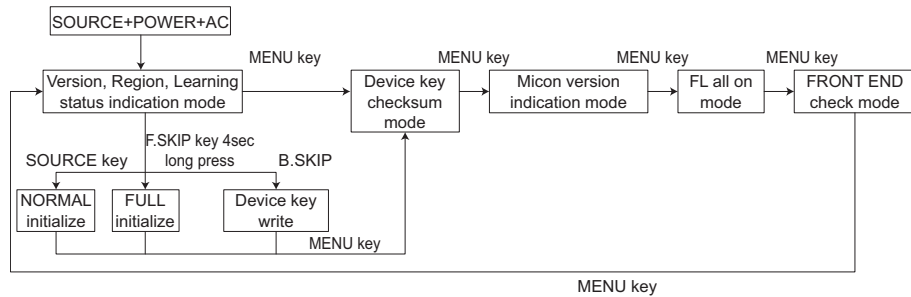 SOURCE+POWER+AC
MENU key
MENU key
MENU key
MENU key
Version, Region, Learning
status indication mode
Device key
checksum
mode
Micon version
indication mode
FL all on
mode
FRONT END
check mode
F.SKIP key 4sec
long press
SOURCE key
B.SKIP
NORMAL
initialize
FULL
initialize
Device key
write
MENU key
MENU key